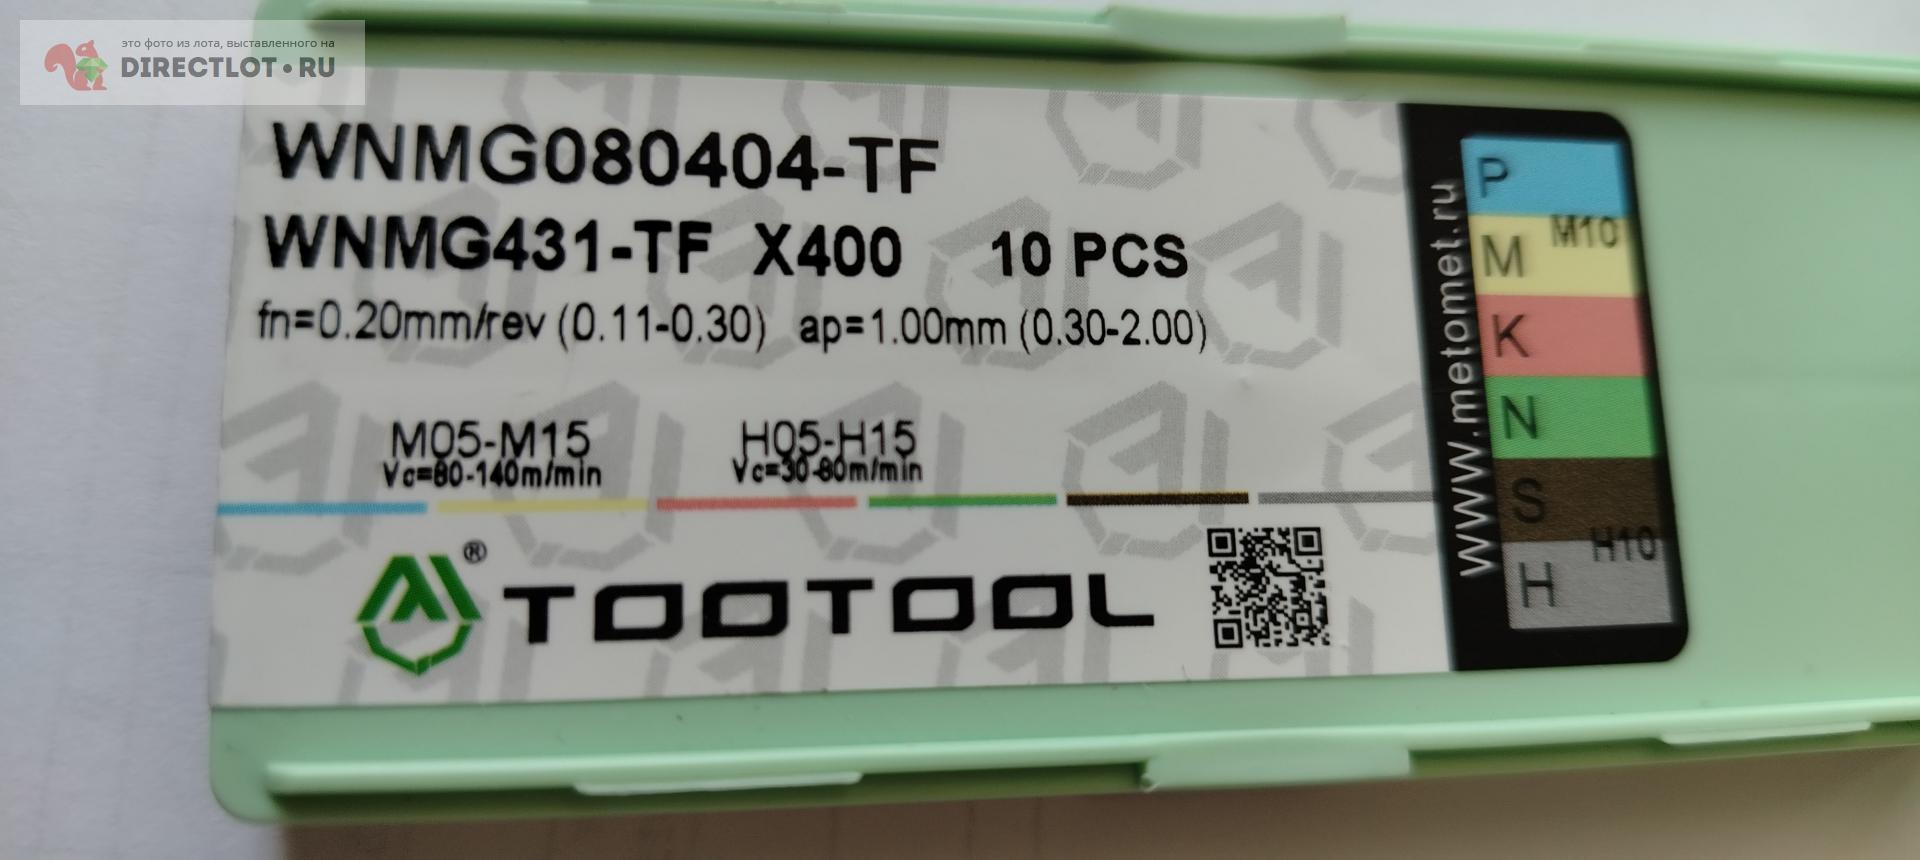 это фото из лота, выставленного на
DIRECTLOT•RU
WNMG080404-TF
WNMG431-TF X400 10 PCS
fn=0.20mm/rev (0.11-0.30) ap=1.00mm (0.30-2.00)
M05-M15 H05-H15
Vc=80-140m/min Vc=30-80m/min
® TOOTOOL
www.metomet.ru
P
M M10
K
N
S
H H10